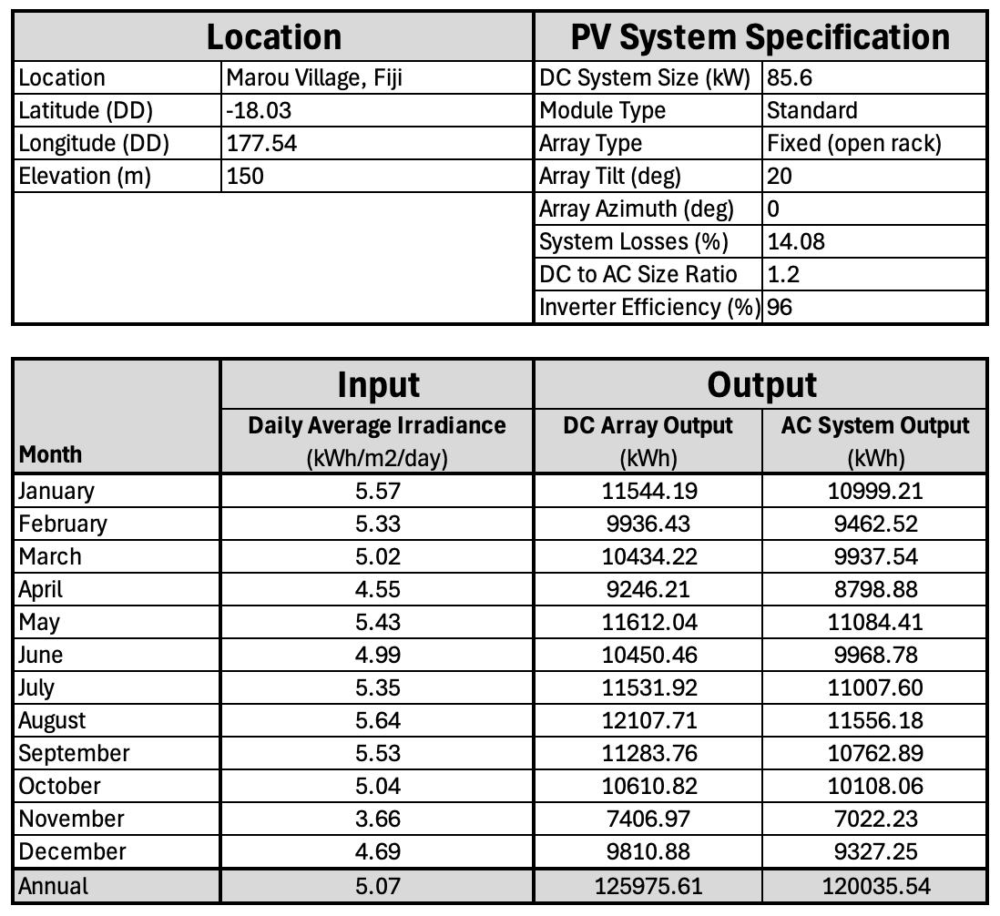 Location PV System Specification
Location Marou Village, Fiji DC System Size (kW) 85.6
Latitude (DD) -18.03 Module Type Standard
Longitude (DD) 177.54 Array Type Fixed (open rack)
Elevation (m) 150 Array Tilt (deg) 20
Array Azimuth (deg) 0
System Losses (%) 14.08
DC to AC Size Ratio 1.2
Inverter Efficiency (%) 96
Input Output
Daily Average Irradiance DC Array Output AC System Output
Month (kWh/m2/day) (kWh) (kWh)
January 5.57 11544.19 10999.21
February 5.33 9936.43 9462.52
March 5.02 10434.22 9937.54
April 4.55 9246.21 8798.88
May 5.43 11612.04 11084.41
June 4.99 10450.46 9968.78
July 5.35 11531.92 11007.60
August 5.64 12107.71 11556.18
September 5.53 11283.76 10762.89
October 5.04 10610.82 10108.06
November 3.66 7406.97 7022.23
December 4.69 9810.88 9327.25
Annual 5.07 125975.61 120035.54